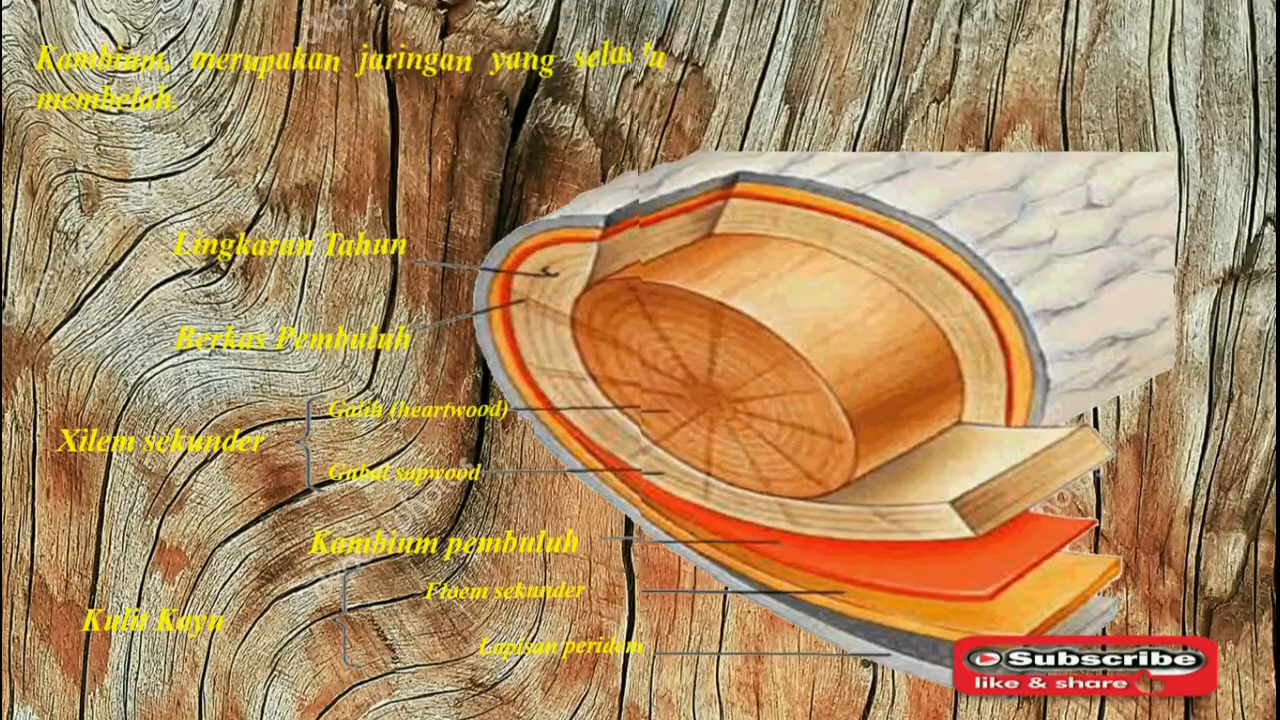 Kambium, merupakan jaringan yang selalu
membelah.
Lingkaran Tahun
Berkas Pembuluh
Galih (heartwood)
Xilem sekunder
Gubal sapwood
Kambium pembuluh
Floem sekunder
Kulit Kayu
Lapisan periderm
Subscribe
like & share